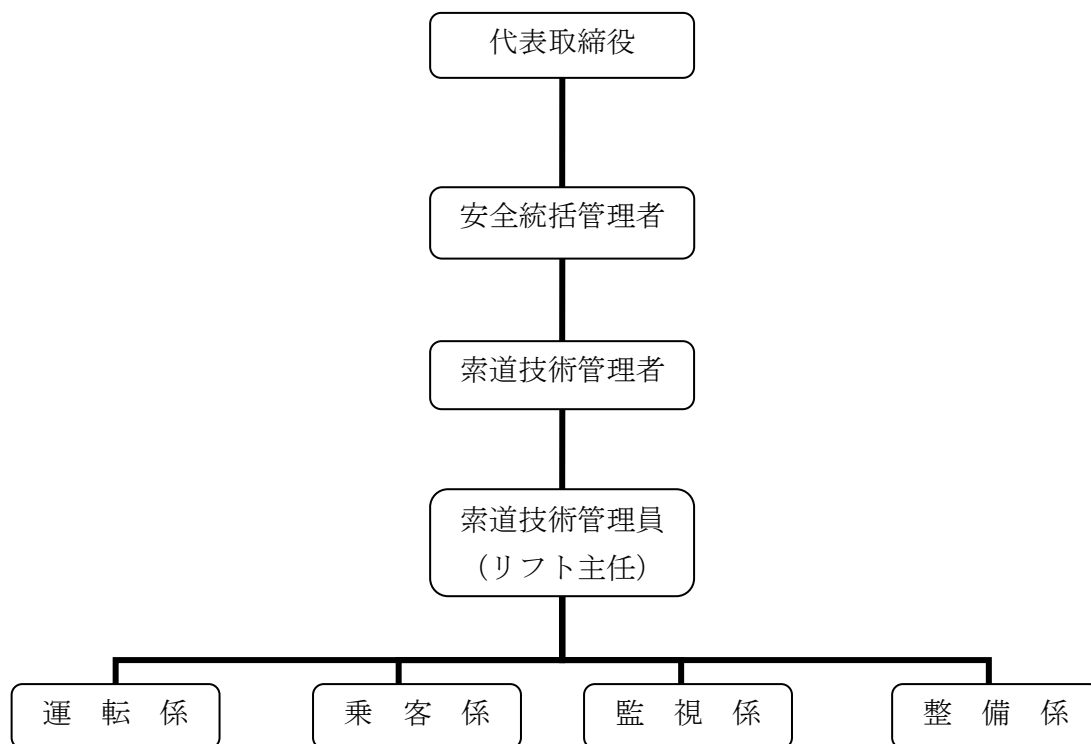 代表取締役
安全統括管理者
索道技術管理者
索道技術管理員
（リフト主任）
運　転　係
乗　客　係
監　視　係
整　備　係